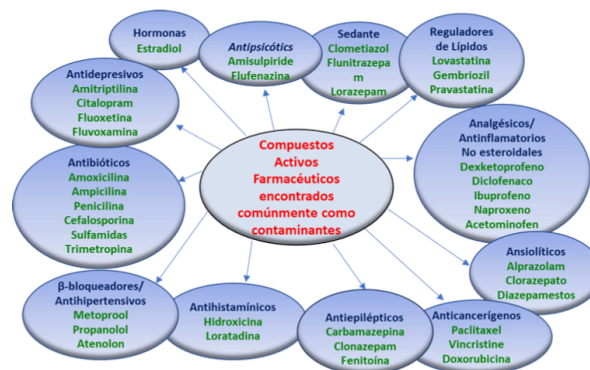 Hormonas
Estradiol
Antipsicótics
Amisulpiride
Flufenazina
Sedante
Clometiazol
Flunitrazepa
m
Lorazepam
Reguladores
de Lípidos
Lovastatina
Gembriozil
Pravastatina
Antidepresivos
Amitriptilina
Citalopram
Fluoxetina
Fluvoxamina
Compuestos
Activos
Farmacéuticos
encontrados
comúnmente como
contaminantes
Analgésicos/
Antinflamatorios
No esteroidales
Dexketoprofeno
Diclofenaco
Ibuprofeno
Naproxeno
Acetominofen
Antibióticos
Amoxilina
Ampicilina
Penicilina
Cefalosporina
Sulfamidas
Trimetropina
Ansiolíticos
Alprazolam
Clorazepato
Diazepamestos
β-bloqueadores/
Antihipertensivos
Metoprool
Propanolol
Atenolon
Antihistamínicos
Hidroxicina
Loratadina
Antiepilépticos
Carbamazepina
Clonazepam
Fenitoína
Anticancerígenos
Paclitaxel
Vincristine
Doxorubicina